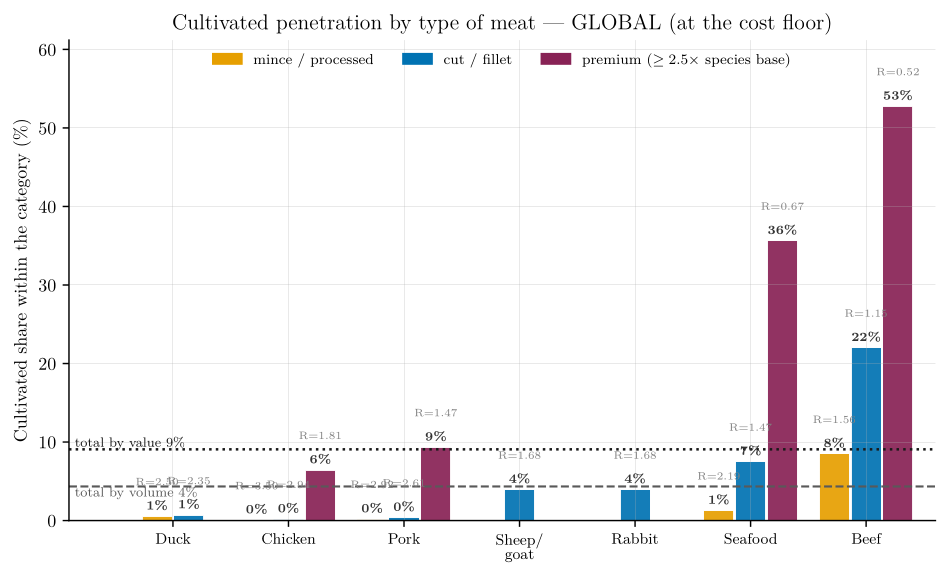 Cultivated penetration by type of meat — GLOBAL (at the cost floor)
mince / processed
cut / fillet
premium (≥ 2.5× species base)
Cultivated share within the category (%)
60
50
40
30
20
10
0
total by value 9%
total by volume 4%
R=2.35
1%
1%
0%
0%
R=1.81
6%
0%
0%
R=1.47
9%
R=1.68
4%
R=1.68
4%
R=2.19
1%
R=1.47
7%
R=0.67
36%
R=1.56
8%
R=1.18
22%
R=0.52
53%
Duck
Chicken
Pork
Sheep/
goat
Rabbit
Seafood
Beef